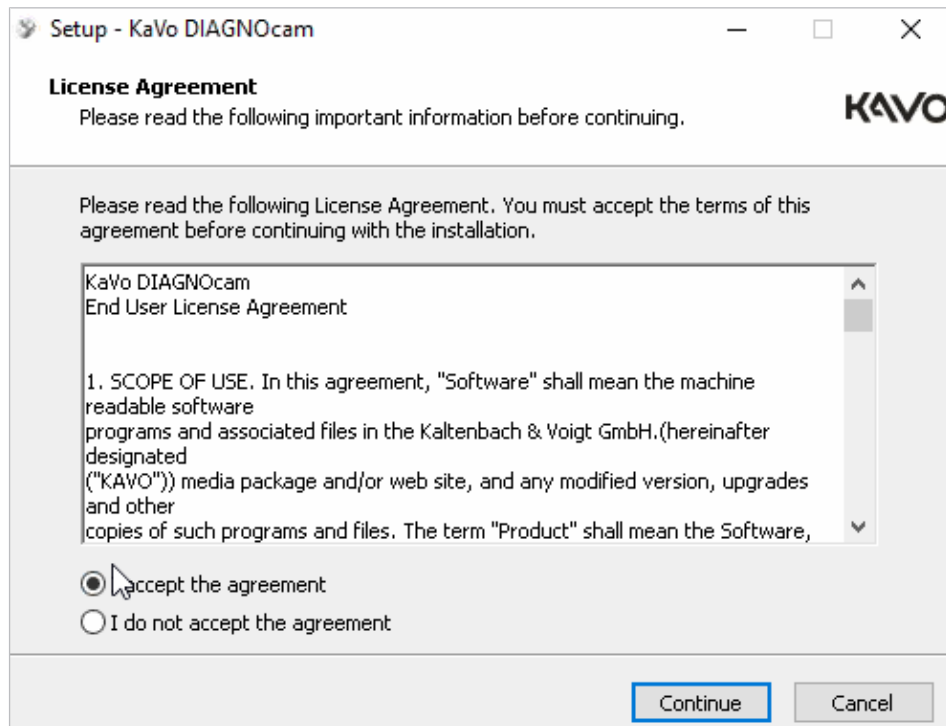 Setup - KaVo DIAGNOcam
License Agreement
Please read the following important information before continuing.
KAVO
Please read the following License Agreement. You must accept the terms of this
agreement before continuing with the installation.
KaVo DIAGNOcam
End User License Agreement
1. SCOPE OF USE. In this agreement, "Software" shall mean the machine
readable software
programs and associated files in the Kaltenbach & Voigt GmbH.(hereinafter
designated
("KAVO")) media package and/or web site, and any modified version, upgrades
and other
copies of such programs and files. The term "Product" shall mean the Software,
accept the agreement
I do not accept the agreement
Continue
Cancel